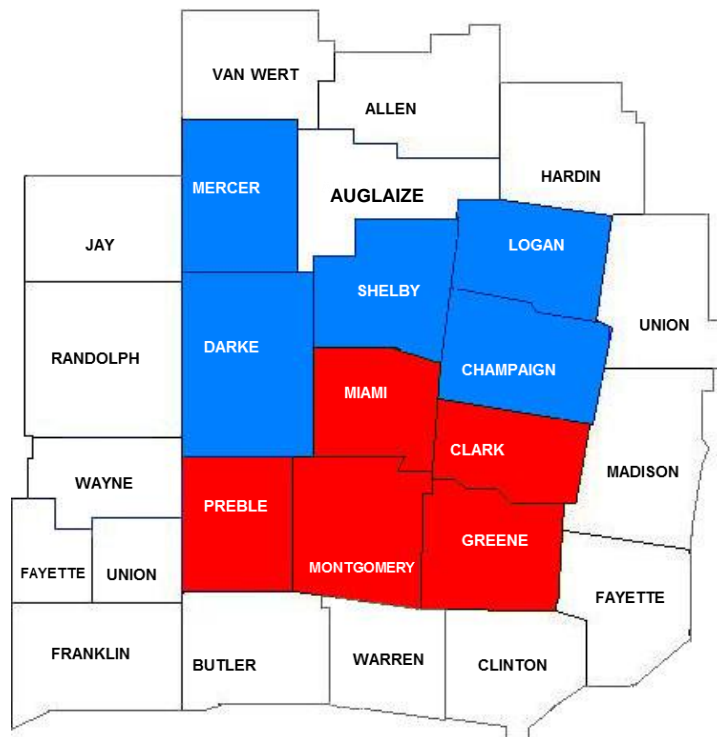 VAN WERT
ALLEN
HARDIN
MERCER
AUGLAIZE
JAY
LOGAN
SHELBY
UNION
RANDOLPH
DARKE
CHAMPAIGN
MIAMI
CLARK
MADISON
WAYNE
PREBLE
GREENE
MONTGOMERY
FAYETTE
UNION
FAYETTE
FRANKLIN
BUTLER
WARREN
CLINTON